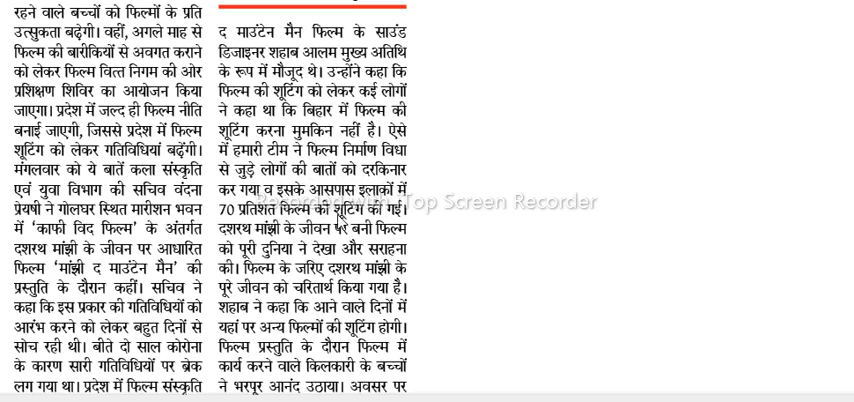 रहने वाले बच्चों को फिल्मों के प्रति
उत्सुकता बढ़ेगी। वहीं, अगले माह से
फिल्म की बारीकियों से अवगत कराने
को लेकर फिल्म वित्त निगम की ओर
प्रशिक्षण शिविर का आयोजन किया
जाएगा। प्रदेश में जल्द ही फिल्म नीति
बनाई जाएगी, जिससे प्रदेश में फिल्म
शूटिंग को लेकर गतिविधियां बढ़ेंगी।
मंगलवार को ये बातें कला संस्कृति
एवं युवा विभाग की सचिव वंदना
प्रेयषी ने गोलघर स्थित मारीशन भवन
में ‘काफी विद फिल्म’ के अंतर्गत
दशरथ मांझी के जीवन पर आधारित
फिल्म ‘मांझी द माउंटेन मैन’ की
प्रस्तुति के दौरान कहीं। सचिव ने
कहा कि इस प्रकार की गतिविधियों को
आरंभ करने को लेकर बहुत दिनों से
सोच रही थी। बीते दो साल कोरोना
के कारण सारी गतिविधियों पर ब्रेक
लग गया था। प्रदेश में फिल्म संस्कृति
द माउंटेन मैन फिल्म के साउंड
डिजाइनर शहाब आलम मुख्य अतिथि
के रूप में मौजूद थे। उन्होंने कहा कि
फिल्म की शूटिंग को लेकर कई लोगों
ने कहा था कि बिहार में फिल्म की
शूटिंग करना मुमकिन नहीं है। ऐसे
में हमारी टीम ने फिल्म निर्माण विधा
से जुड़े लोगों की बातों को दरकिनार
कर गया व इसके आसपास इलाकों में
70 प्रतिशत फिल्म की शूटिंग की गई।
दशरथ मांझी के जीवन पर बनी फिल्म
को पूरी दुनिया ने देखा और सराहना
की। फिल्म के जरिए दशरथ मांझी के
पूरे जीवन को चरितार्थ किया गया है।
शहाब ने कहा कि आने वाले दिनों में
यहां पर अन्य फिल्मों की शूटिंग होगी।
फिल्म प्रस्तुति के दौरान फिल्म में
कार्य करने वाले किलकारी के बच्चों
ने भरपूर आनंद उठाया। अवसर पर
Recorded with iTop Screen Recorder